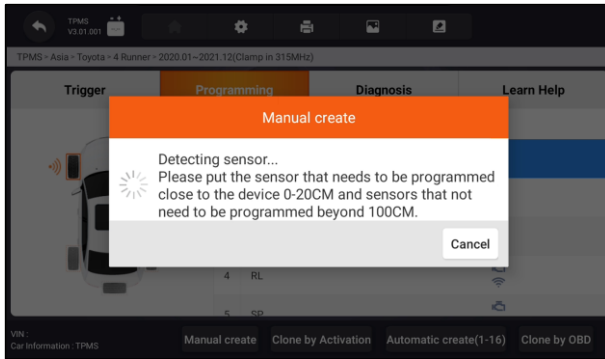 TPMS
V3.01.001
TPMS > Asia > Toyota > 4 Runner > 2020.01~2021.12(Clamp in 315MHz)
Trigger Programming Diagnosis Learn Help
Manual create
Detecting sensor...
Please put the sensor that needs to be programmed
close to the device 0-20CM and sensors that not
need to be programmed beyond 100CM.
Cancel
4 RL
5 SP
VIN :
Car Information : TPMS
Manual create Clone by Activation Automatic create(1-16) Clone by OBD